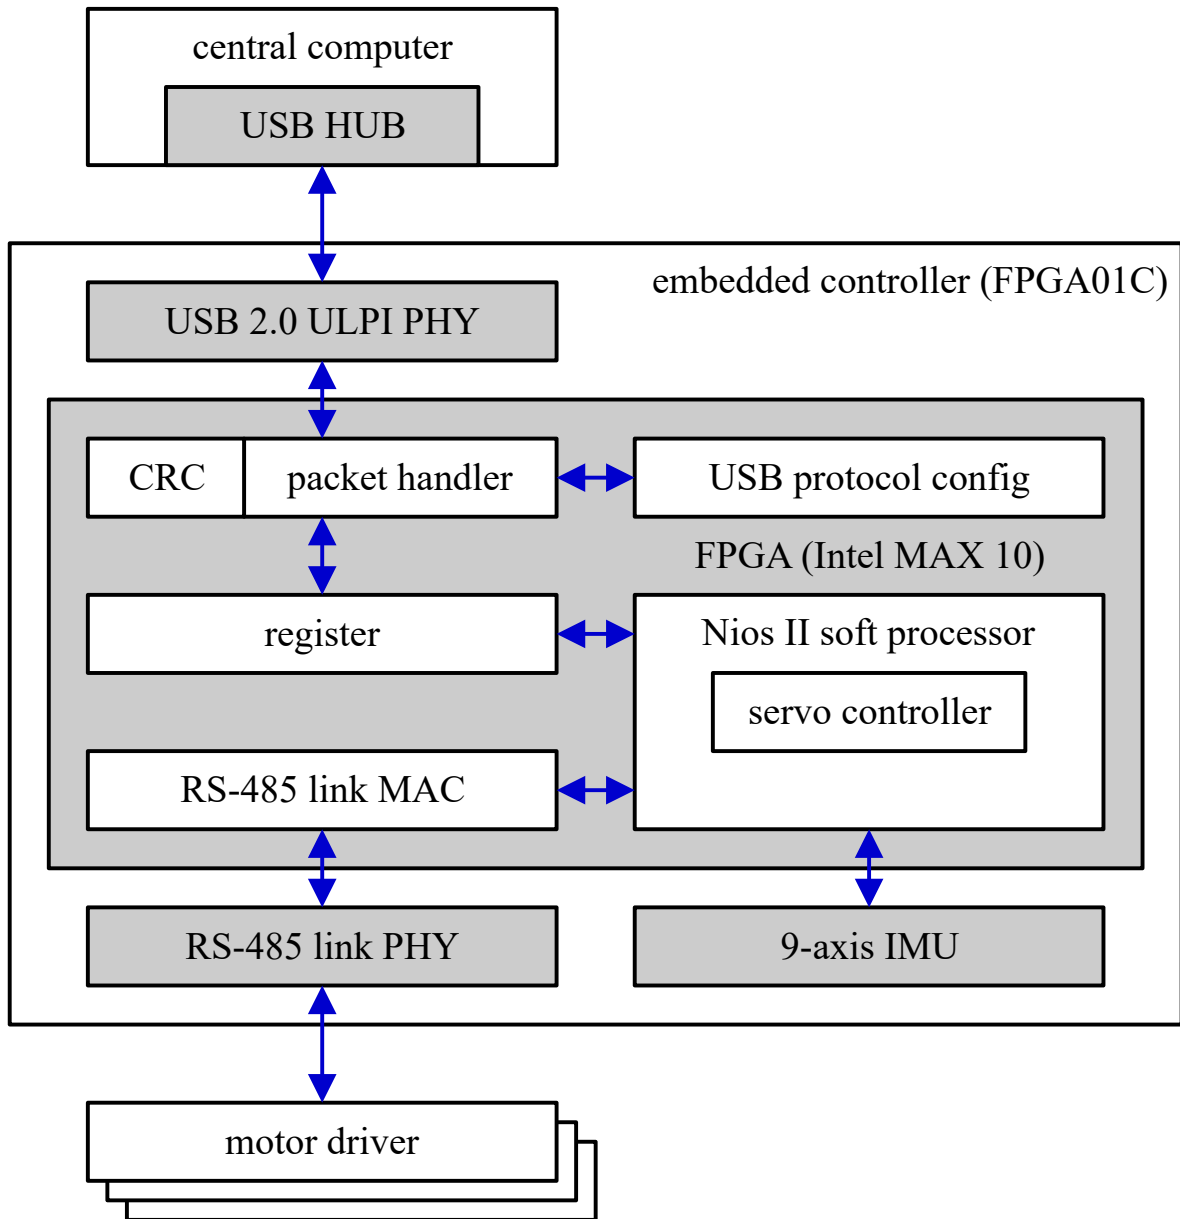 central computer
USB HUB
embedded controller (FPGA01C)
USB 2.0 ULPI PHY
CRC
packet handler
USB protocol config
FPGA (Intel MAX 10)
register
Nios II soft processor
servo controller
RS-485 link MAC
RS-485 link PHY
9-axis IMU
motor driver